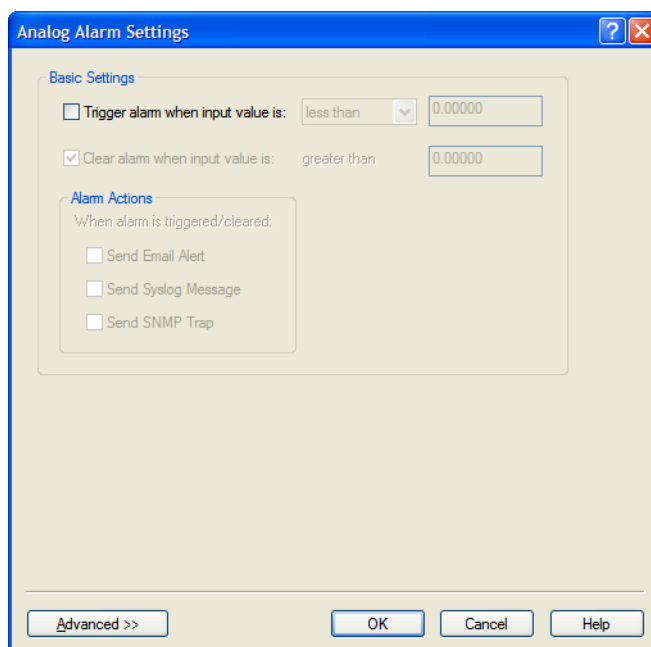 Analog Alarm Settings
Basic Settings
Trigger alarm when input value is: less than 0.00000
Clear alarm when input value is: greater than 0.00000
Alarm Actions
When alarm is triggered/cleared:
Send Email Alert
Send Syslog Message
Send SNMP Trap
Advanced >> OK Cancel Help